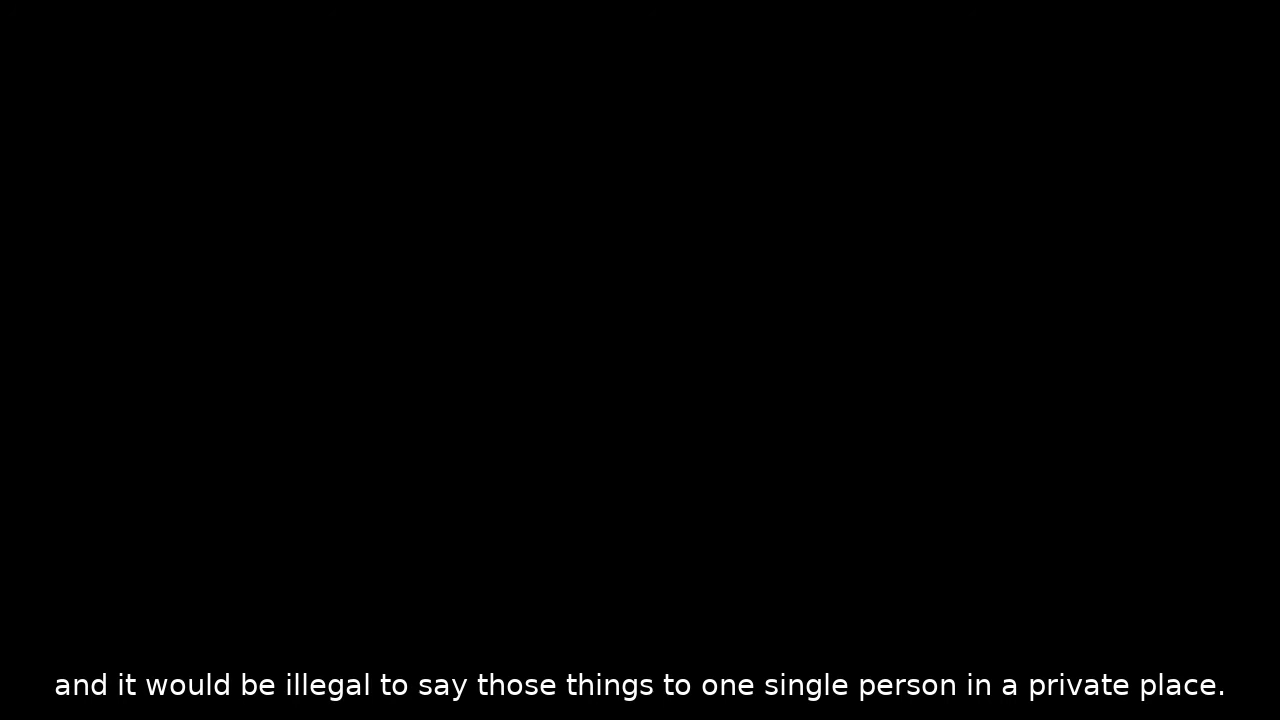 and it would be illegal to say those things to one single person in a private place.